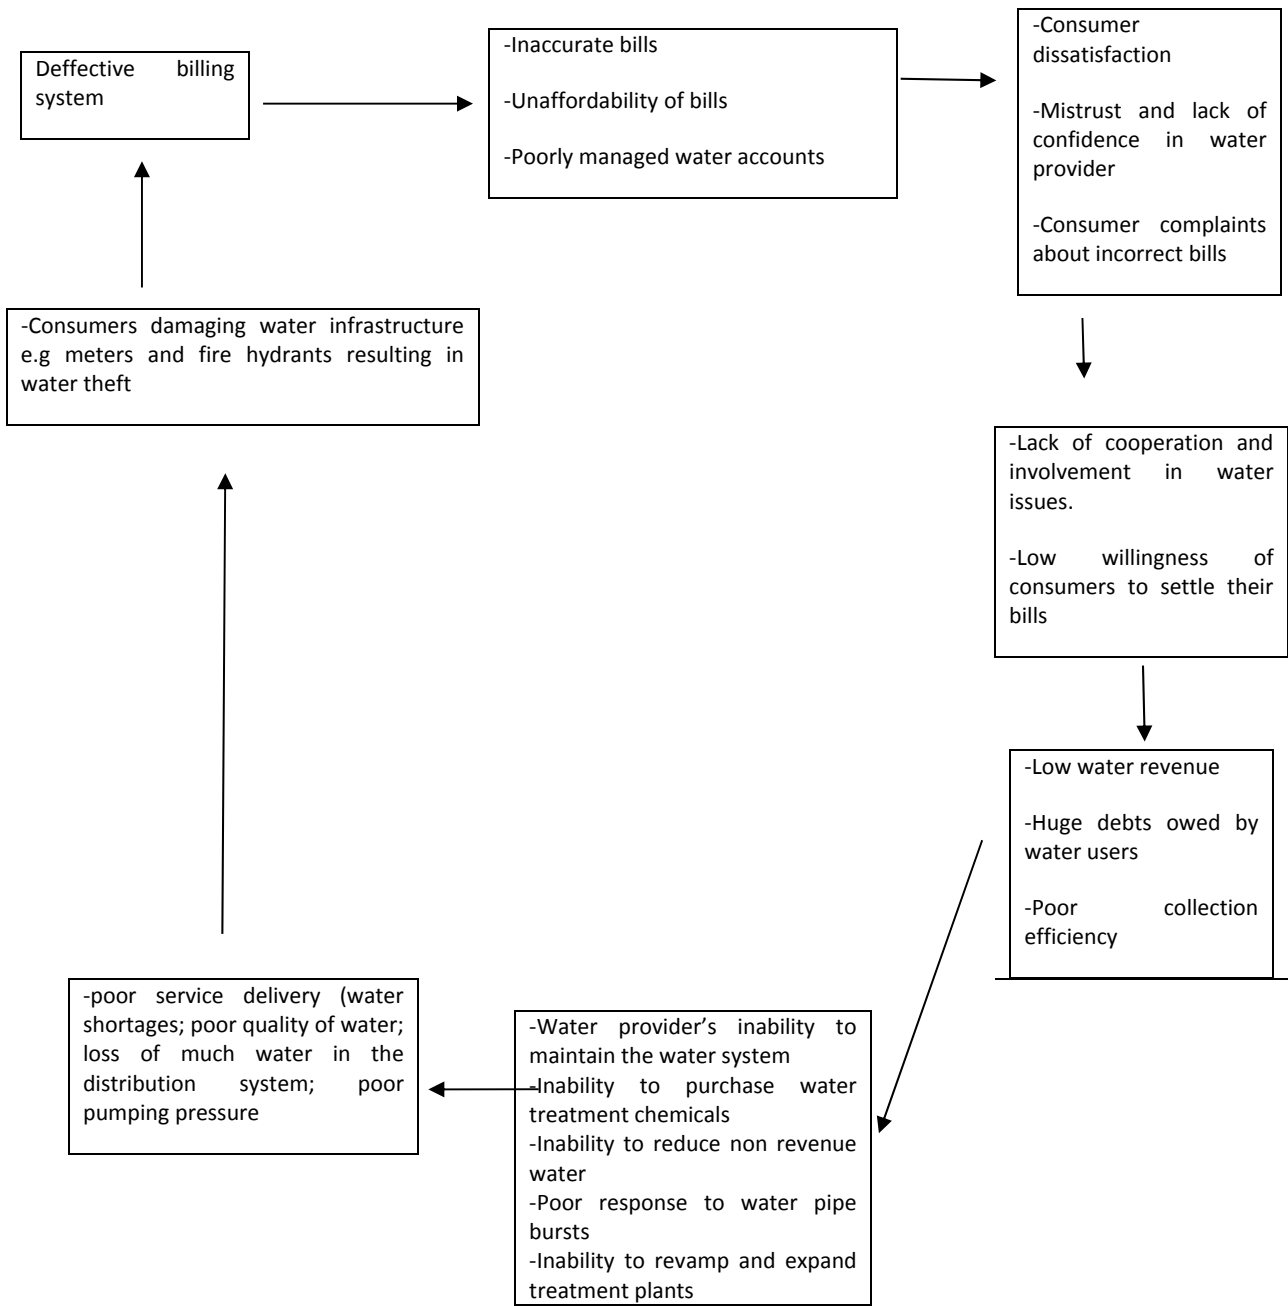 Deffective billing
system
-Inaccurate bills
-Unaffordability of bills
-Poorly managed water accounts
-Consumer
dissatisfaction
-Mistrust and lack of
confidence in water
provider
-Consumer complaints
about incorrect bills
-Lack of cooperation and
involvement in water
issues.
-Low willingness of
consumers to settle their
bills
-Low water revenue
-Huge debts owed by
water users
-Poor collection
efficiency
-Water provider’s inability to
maintain the water system
-Inability to purchase water
treatment chemicals
-Inability to reduce non revenue
water
-Poor response to water pipe
bursts
-Inability to revamp and expand
treatment plants
-poor service delivery (water
shortages; poor quality of water;
loss of much water in the
distribution system; poor
pumping pressure
-Consumers damaging water infrastructure
e.g meters and fire hydrants resulting in
water theft